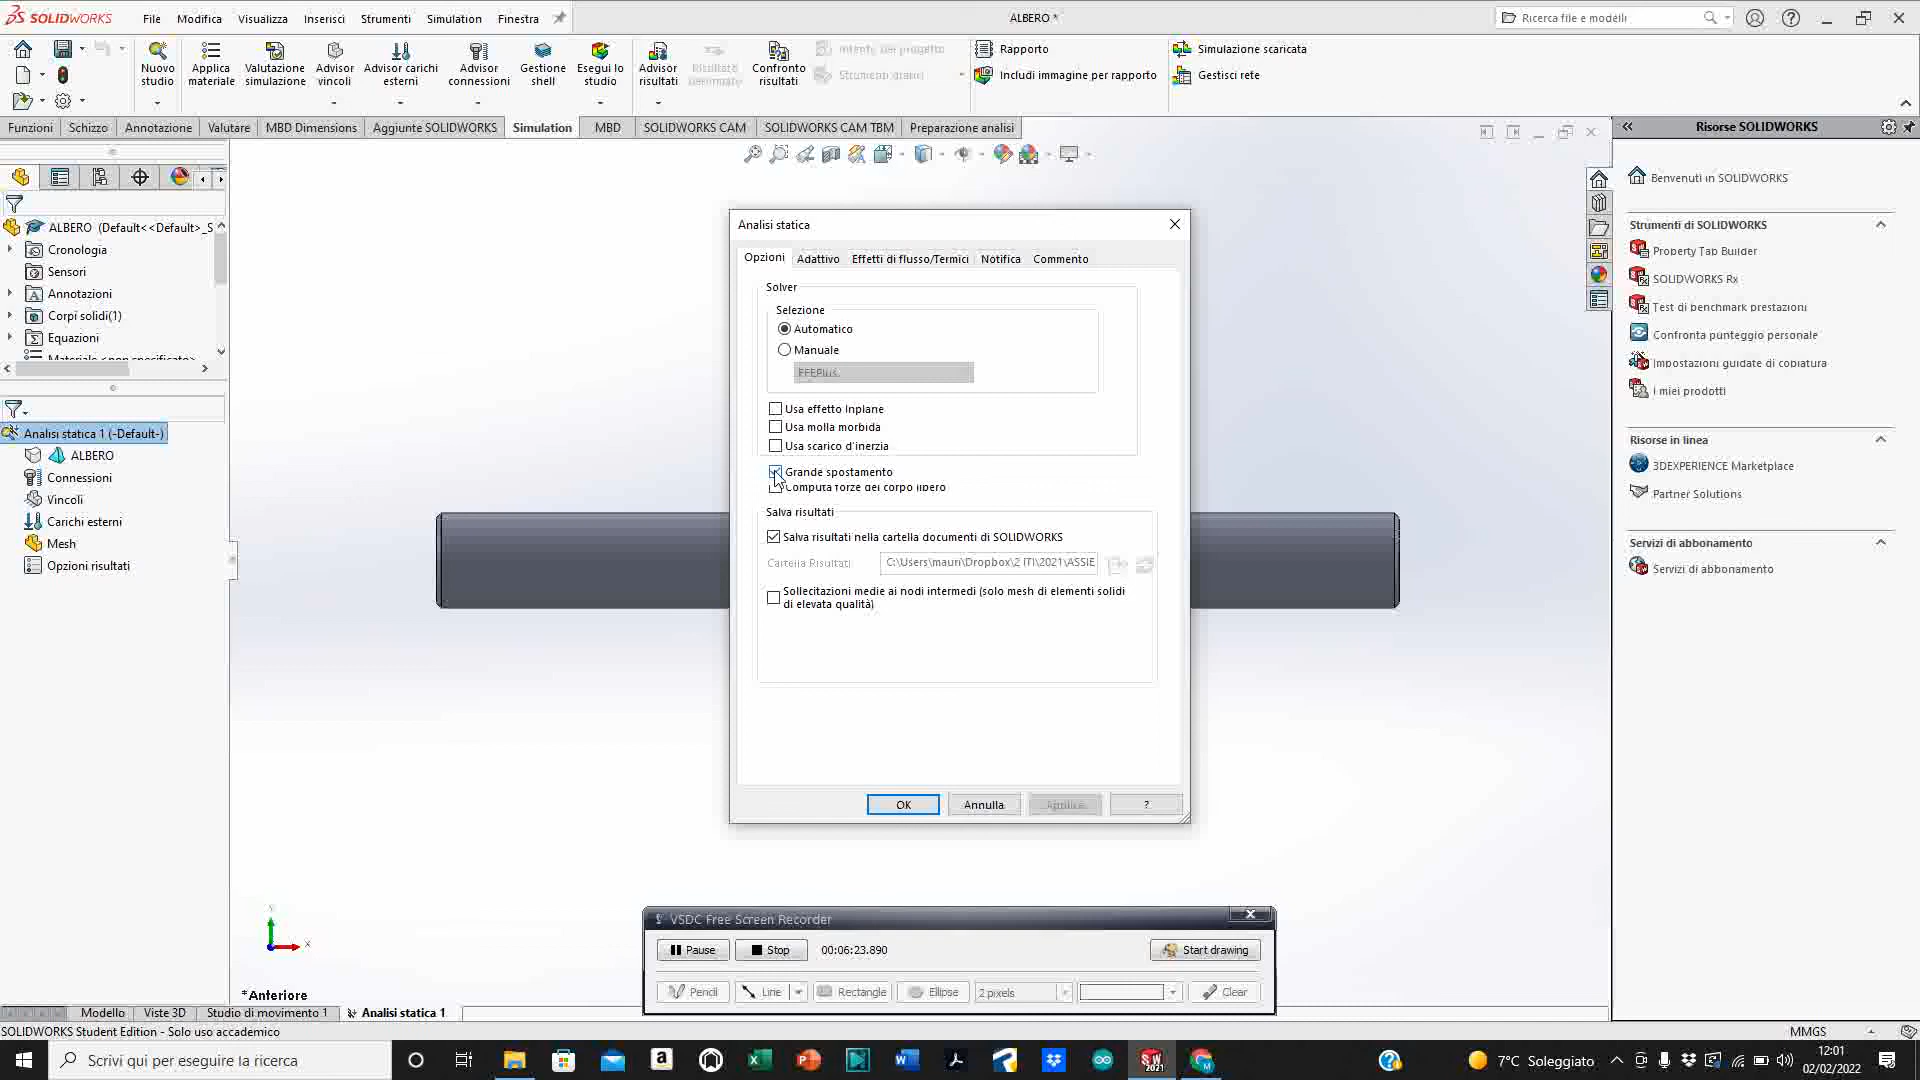 SOLIDWORKS File Modifica Visualizza Inserisci Strumenti Simulation Finestra ALBERO * Ricerca file e modelli
Nuovo studio
Applica materiale
Valutazione simulazione
Advisor vincoli
Advisor carichi esterni
Advisor connessioni
Gestione shell
Esegui lo studio
Advisor risultati
Risultato
Confronto risultati
Intento del progetto
Strumenti grafici
Rapporto
Includi immagine per rapporto
Simulazione scaricata
Gestisci rete
Funzioni Schizzo Annotazione Valutare MBD Dimensions Aggiunte SOLIDWORKS Simulation MBD SOLIDWORKS CAM SOLIDWORKS CAM TBM Preparazione analisi
ALBERO (Default<<Default>_S
Cronologia
Sensori
Annotazioni
Corpi solidi(1)
Equazioni
Materiale <non specificato>
Analisi statica 1 (-Default-)
ALBERO
Connessioni
Vincoli
Carichi esterni
Mesh
Opzioni risultati
Analisi statica
Opzioni Adattivo Effetti di flusso/Termici Notifica Commento
Solver
Selezione
Automatico
Manuale
FFEPlus
Usa effetto Inplane
Usa molla morbida
Usa scarico d'inerzia
Grande spostamento
Computa forze del corpo libero
Salva risultati
Salva risultati nella cartella documenti di SOLIDWORKS
Cartella Risultati C:\Users\mauri\Dropbox\2 ITI\2021\ASSIE
Sollecitazioni medie ai nodi intermedi (solo mesh di elementi solidi
di elevata qualità)
OK Annulla Applica ?
Risorse SOLIDWORKS
Benvenuti in SOLIDWORKS
Strumenti di SOLIDWORKS
Property Tap Builder
SOLIDWORKS Rx
Test di benchmark prestazioni
Confronta punteggio personale
Impostazioni guidate di copiatura
I miei prodotti
Risorse in linea
3DEXPERIENCE Marketplace
Partner Solutions
Servizi di abbonamento
Servizi di abbonamento
Y
X
*Anteriore
VSDC Free Screen Recorder
Pause Stop 00:06:23.890 Start drawing
Pencil Line Rectangle Ellipse 2 pixels Clear
Modello Viste 3D Studio di movimento 1 Analisi statica 1
SOLIDWORKS Student Edition - Solo uso accademico MMGS
Scrivi qui per eseguire la ricerca
7°C Soleggiato
12:01
02/02/2022